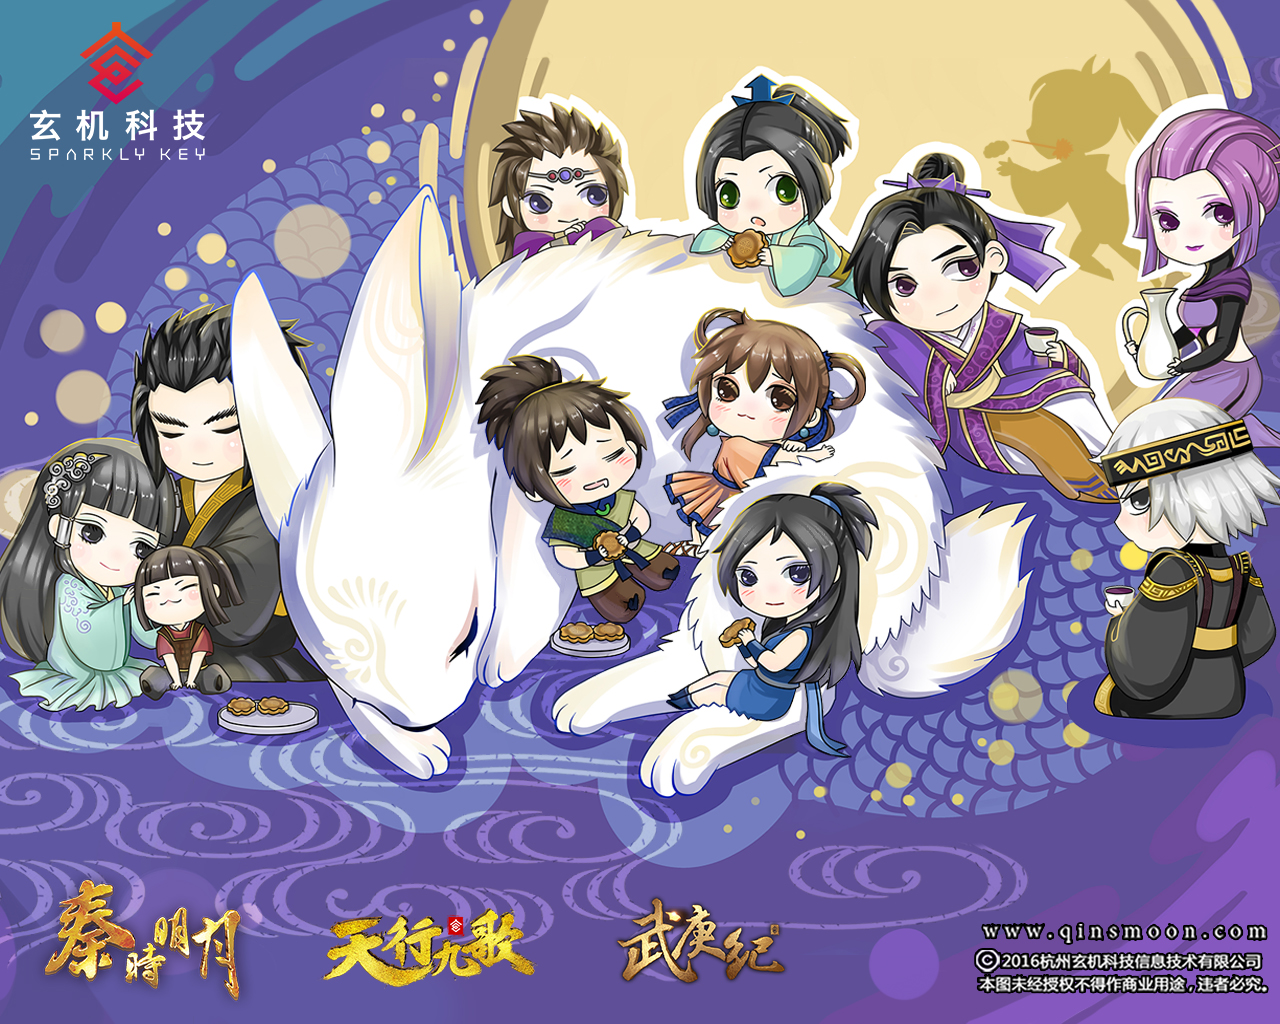 玄机科技
SPARKLY KEY
秦時明月
天行九歌
武庚纪
www.qinsmoon.com
©2016杭州玄机科技信息技术有限公司
本图未经授权不得作商业用途，违者必究。